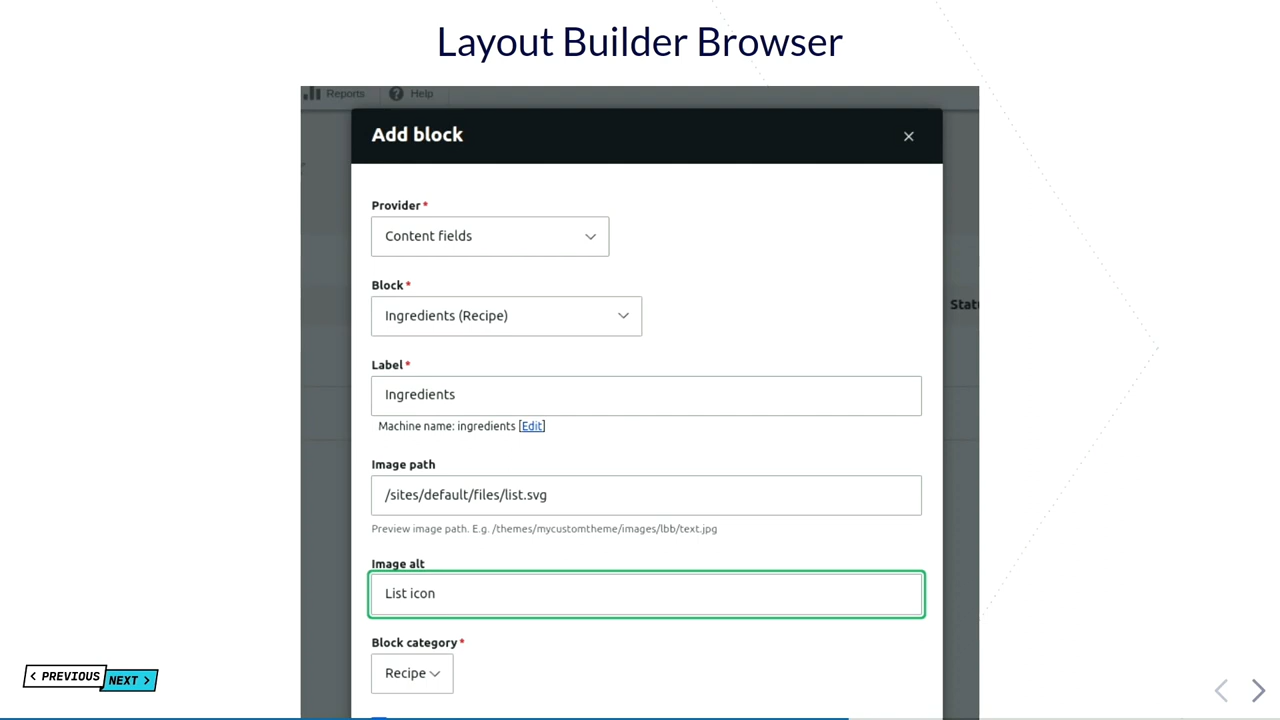 Layout Builder Browser
Reports Help
Add block
Provider*
Content fields
Block*
Ingredients (Recipe)
Label*
Ingredients
Machine name: ingredients [Edit]
Image path
/sites/default/files/list.svg
Preview image path. E.g. /themes/mycustomtheme/images/lbb/text.jpg
Image alt
List icon
Block category*
Recipe
< PREVIOUS
NEXT >